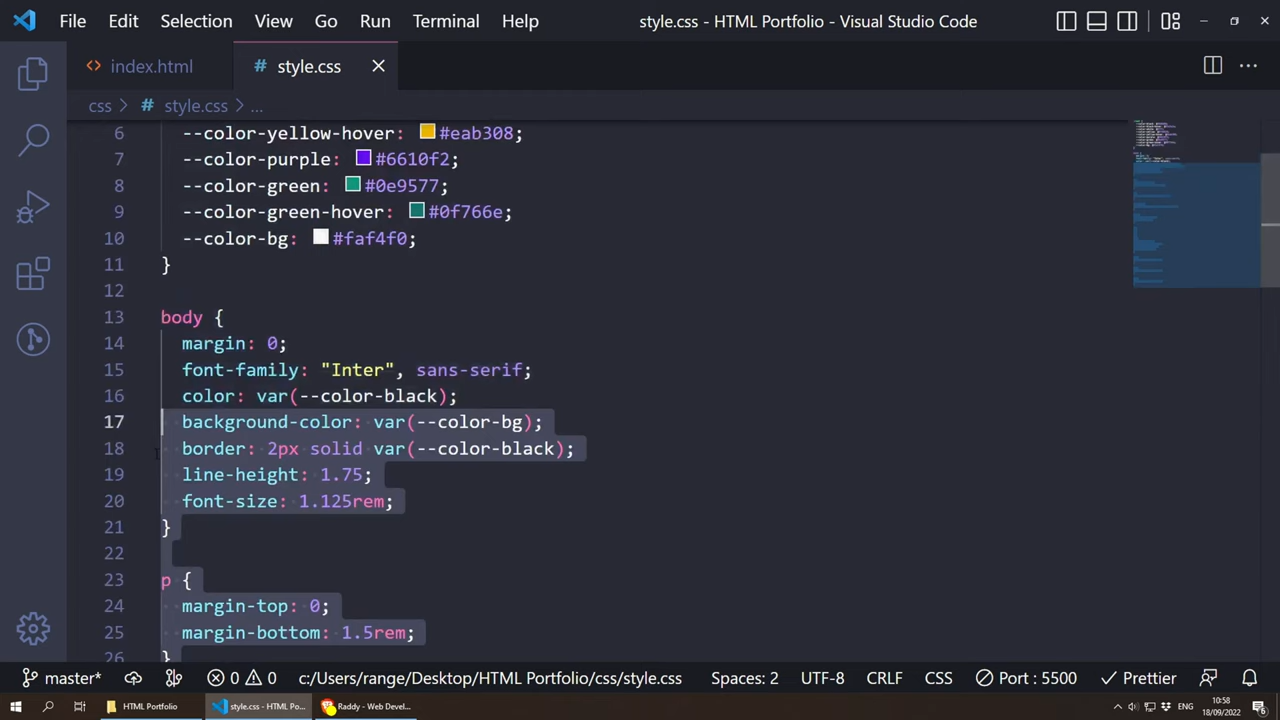 File Edit Selection View Go Run Terminal Help style.css - HTML Portfolio - Visual Studio Code
index.html # style.css
css > # style.css > ...
6 --color-yellow-hover: #eab308;
7 --color-purple: #6610f2;
8 --color-green: #0e9577;
9 --color-green-hover: #0f766e;
10 --color-bg: #faf4f0;
11 }
12
13 body {
14 margin: 0;
15 font-family: "Inter", sans-serif;
16 color: var(--color-black);
17 background-color: var(--color-bg);
18 border: 2px solid var(--color-black);
19 line-height: 1.75;
20 font-size: 1.125rem;
21 }
22
23 p {
24 margin-top: 0;
25 margin-bottom: 1.5rem;
26 }
master* 0 0 c:/Users/range/Desktop/HTML Portfolio/css/style.css Spaces: 2 UTF-8 CRLF CSS Port : 5500 Prettier
HTML Portfolio style.css - HTML Po... Raddy - Web Devel... ENG 10:58
18/09/2022